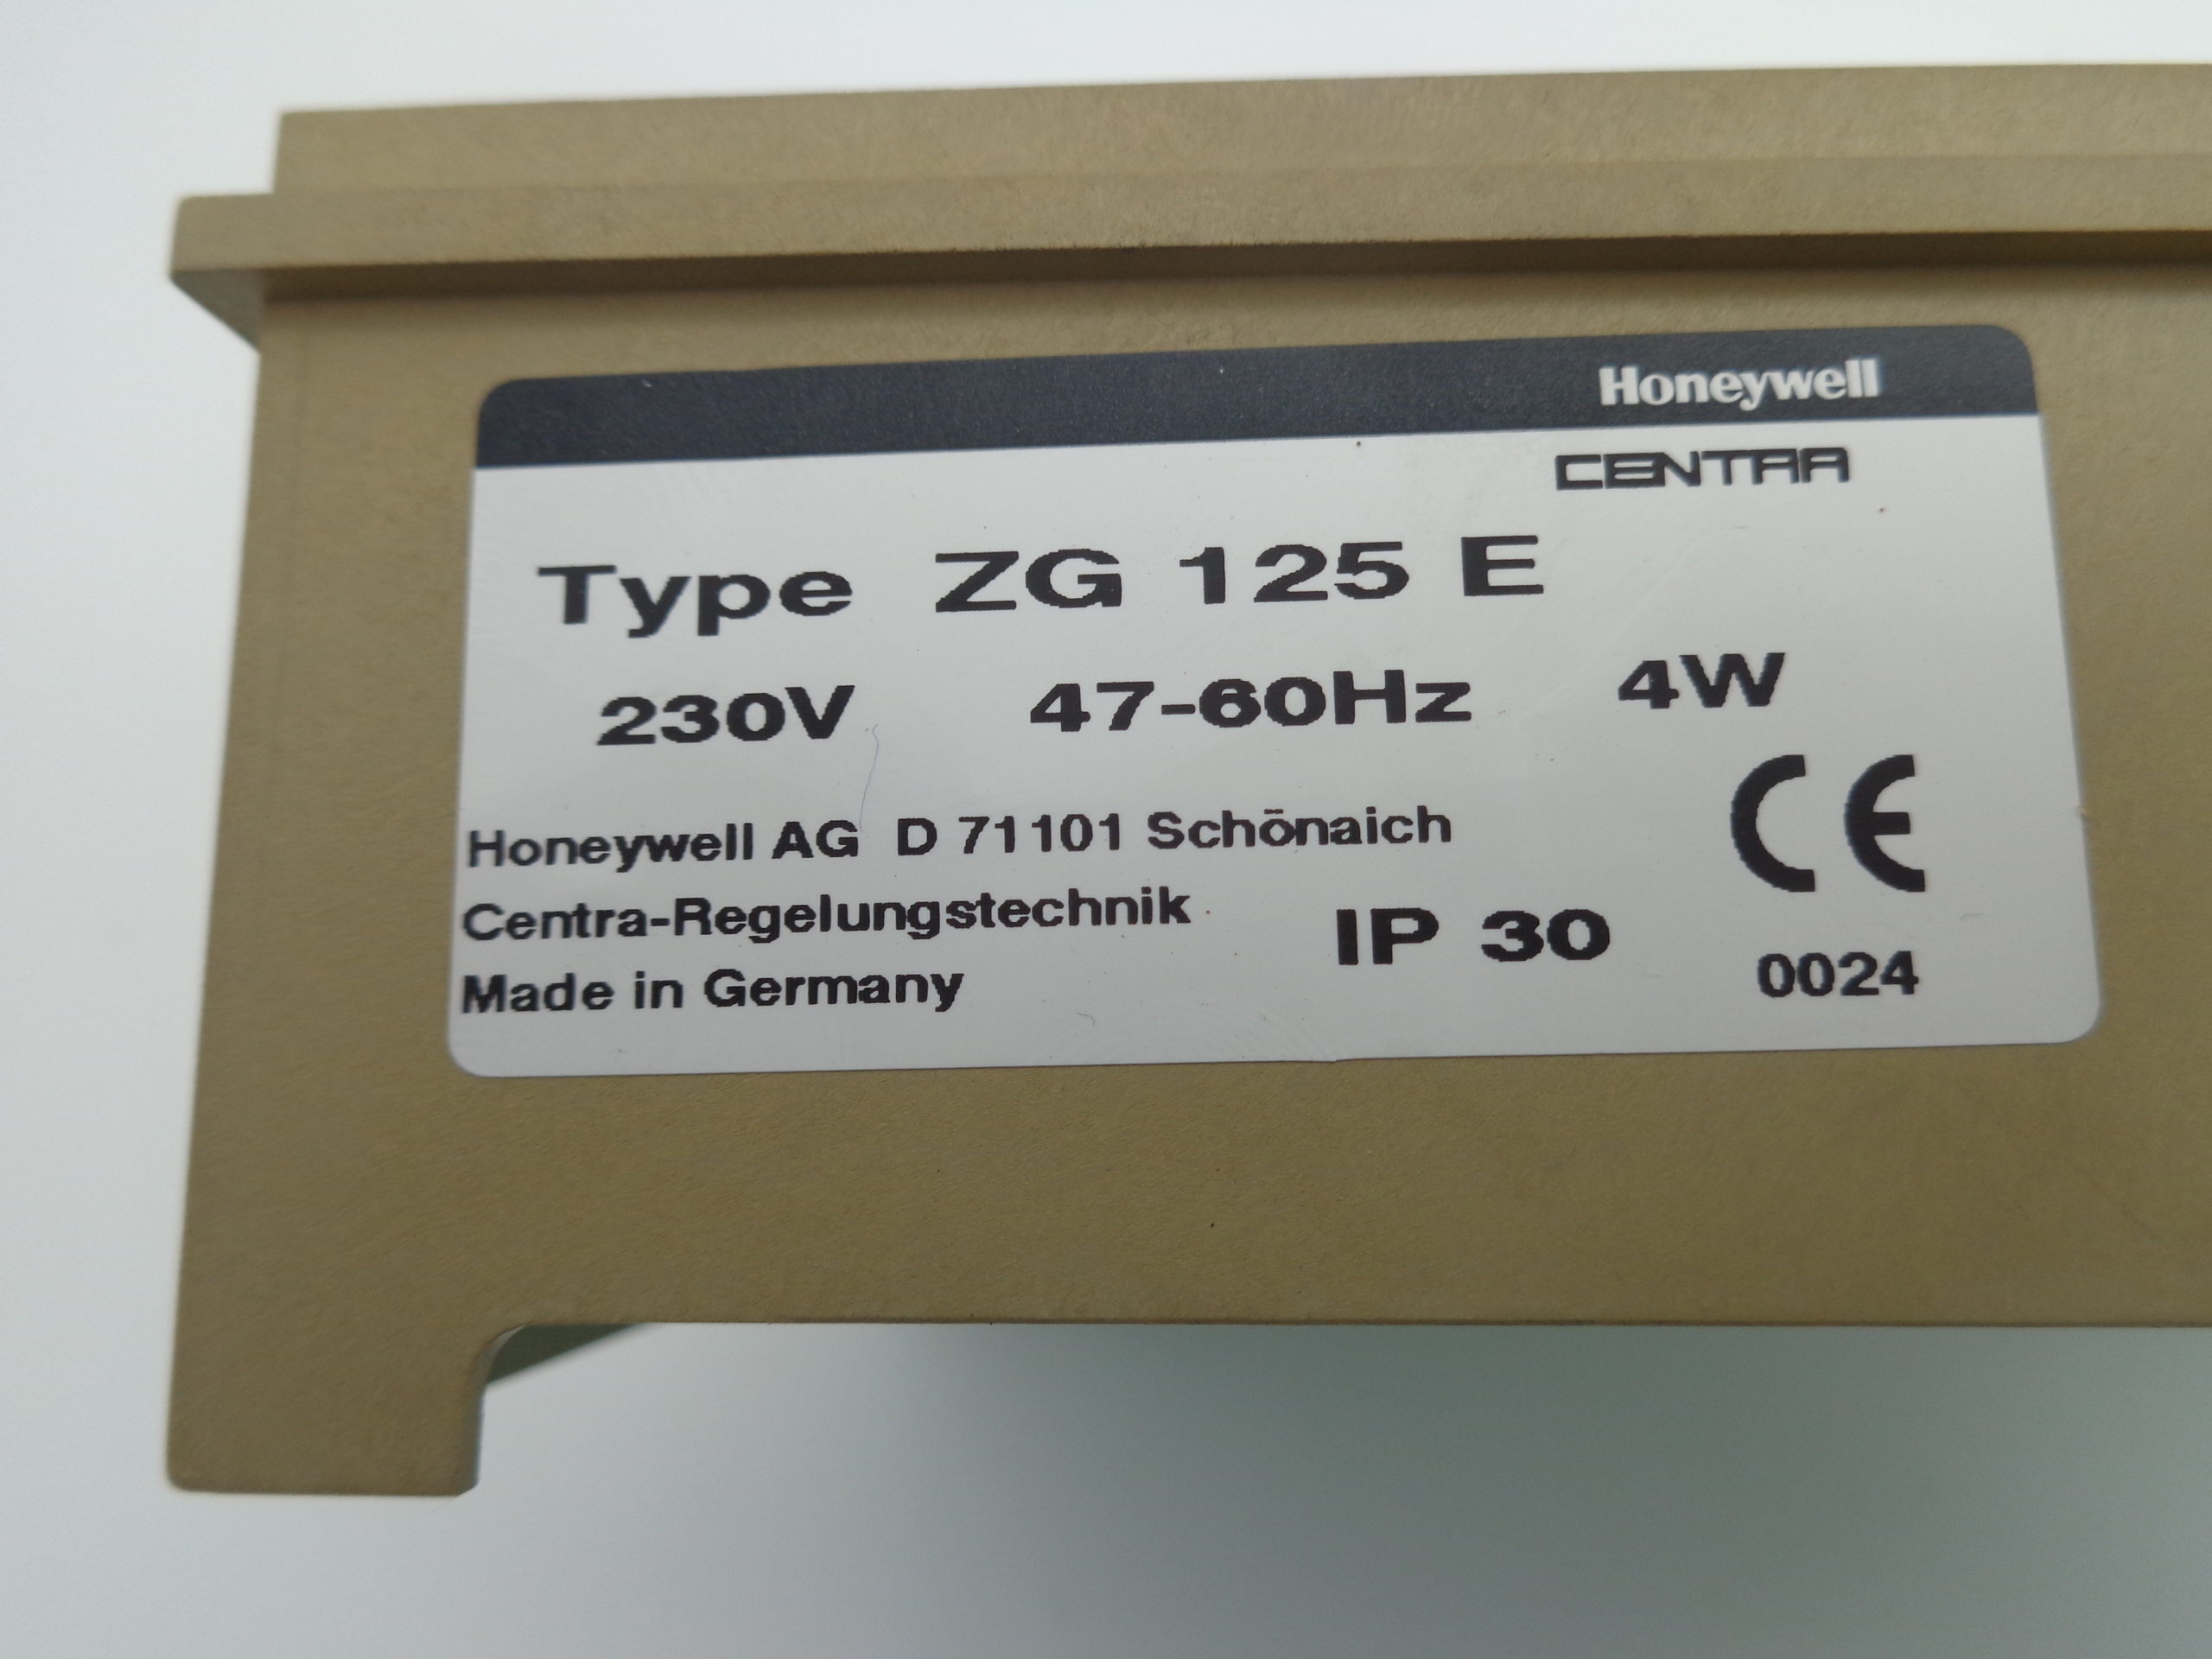 Honeywell
CENTRA
Type ZG 125 E
230V 47-60Hz 4W
Honeywell AG D 71101 Schönaich
Centra-Regelungstechnik
Made in Germany
IP 30
CE
0024